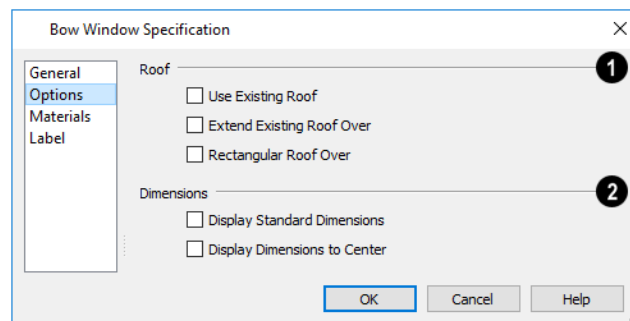 Bow Window Specification
General
Options
Materials
Label
Roof
1
Use Existing Roof
Extend Existing Roof Over
Rectangular Roof Over
Dimensions
2
Display Standard Dimensions
Display Dimensions to Center
OK
Cancel
Help